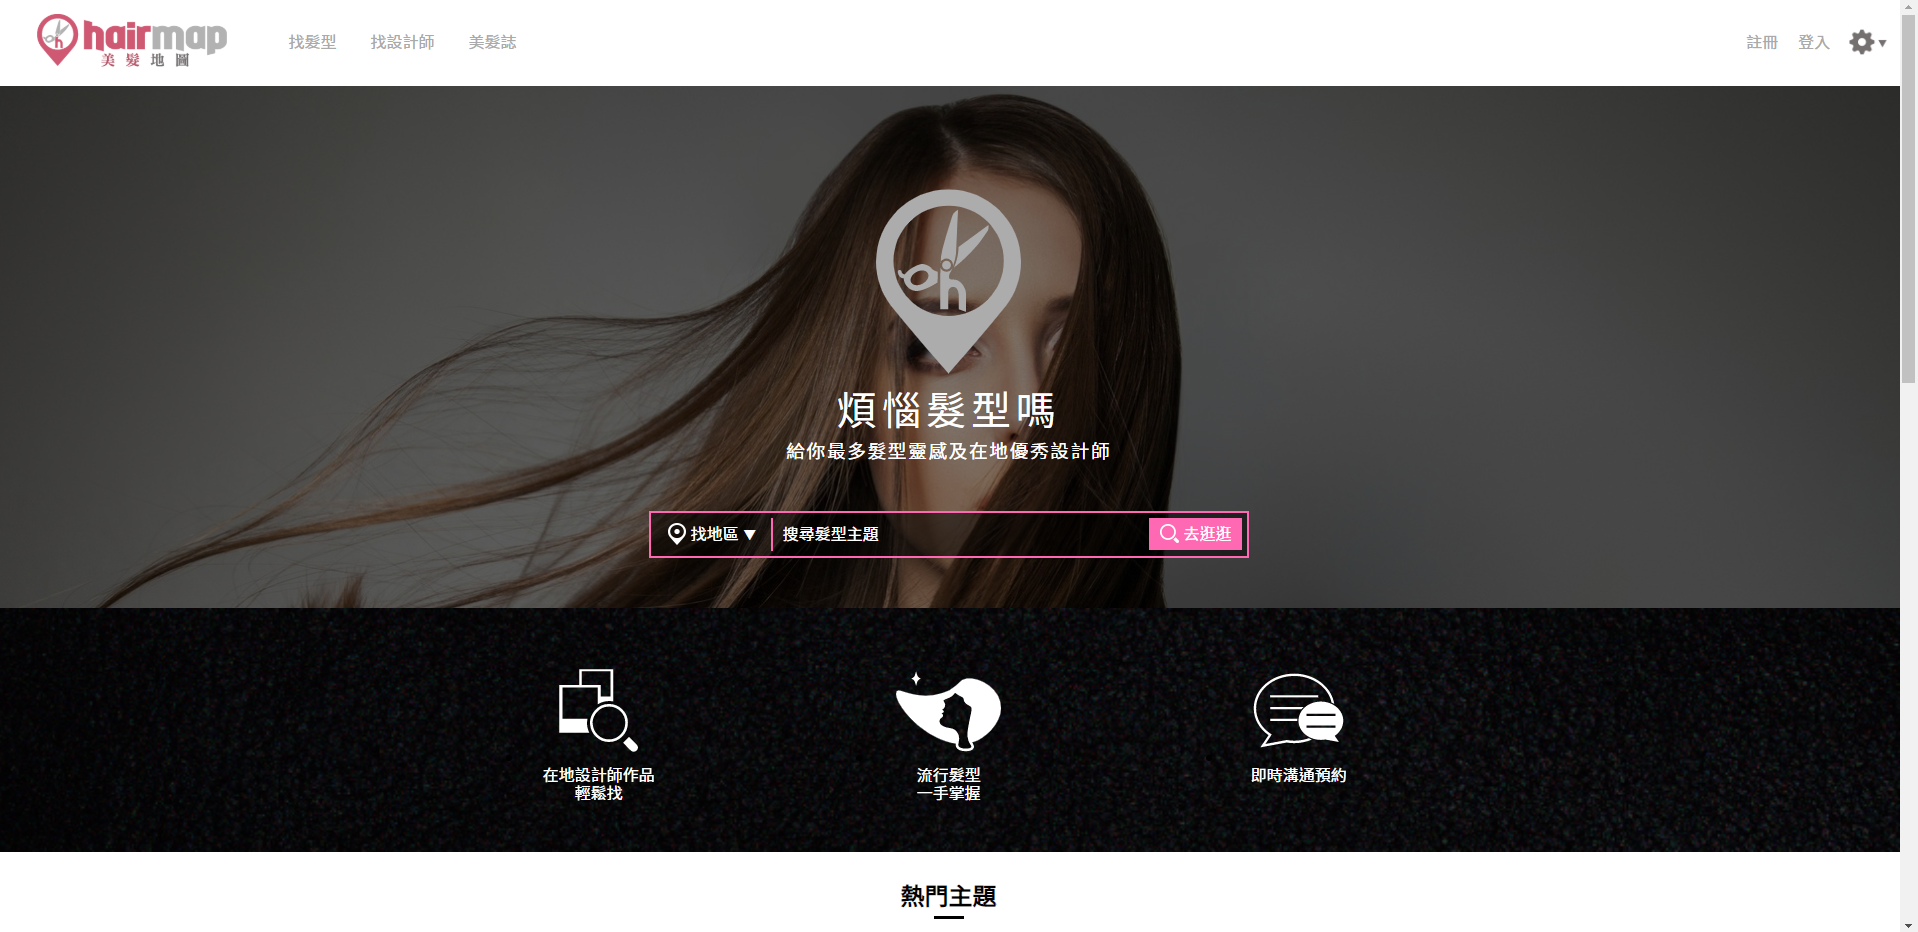 hairmap
美髮地圖
找髮型 找設計師 美髮誌
註冊 登入
h
煩惱髮型嗎
給你最多髮型靈感及在地優秀設計師
找地區 ▼ 搜尋髮型主題 去逛逛
在地設計師作品
輕鬆找
流行髮型
一手掌握
即時溝通預約
熱門主題